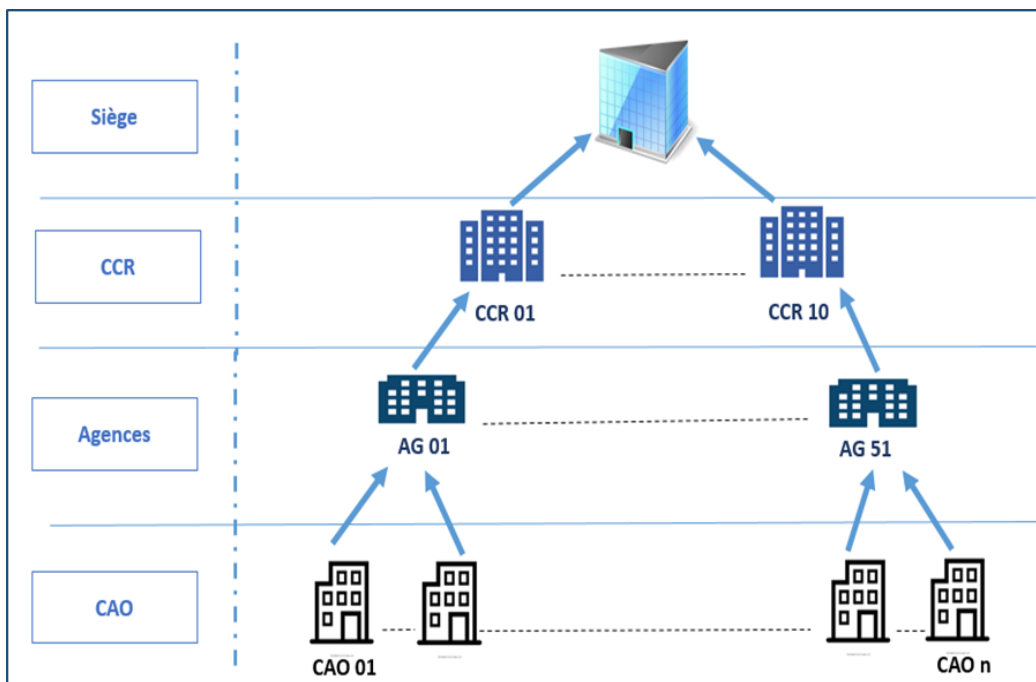 Siège
CCR
CCR 01
CCR 10
Agences
AG 01
AG 51
CAO
CAO 01
CAO n